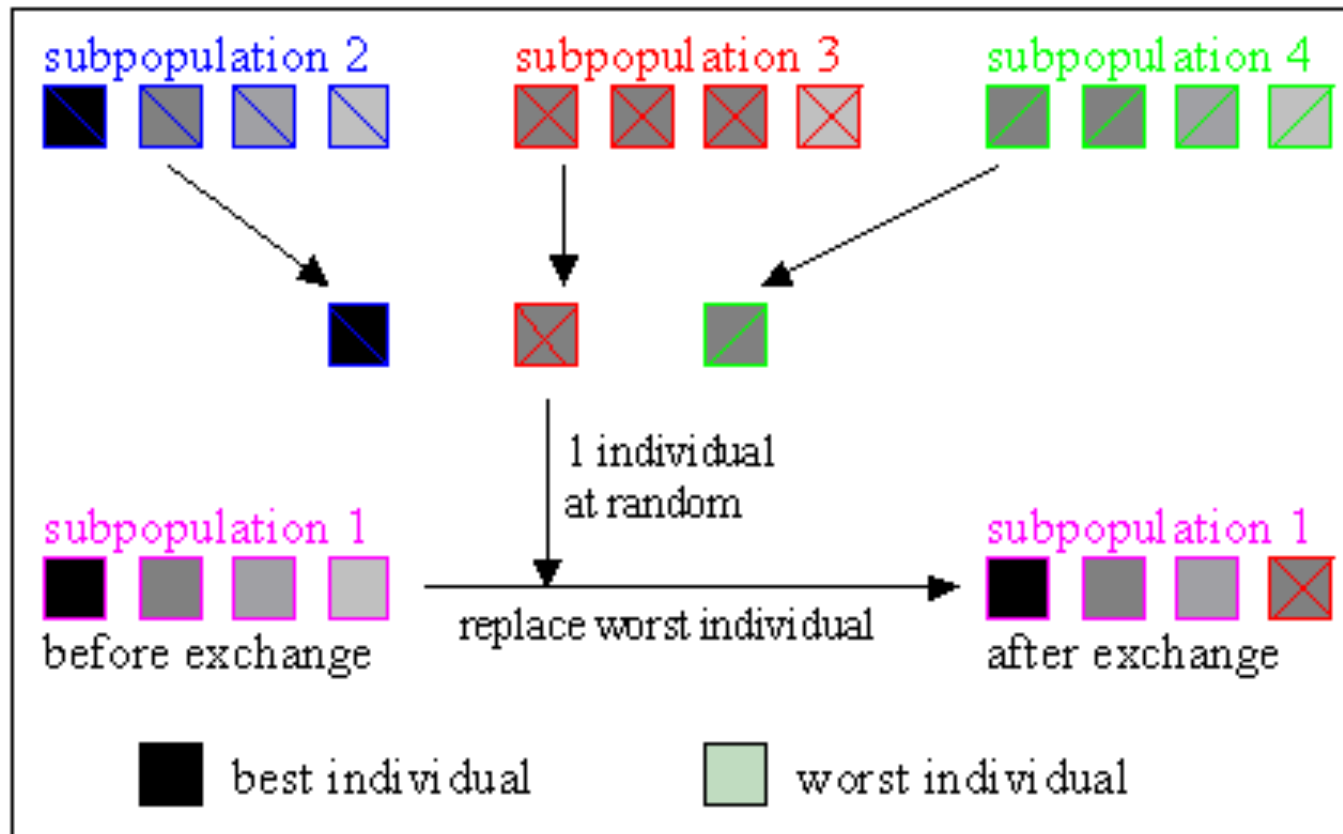 subpopulation 2
subpopulation 3
subpopulation 4
1 individual
at random
subpopulation 1
before exchange
replace worst individual
subpopulation 1
after exchange
best individual
worst individual